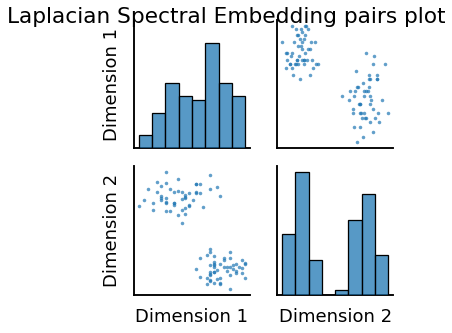 Laplacian Spectral Embedding pairs plot
Dimension 1
Dimension 2
Dimension 1
Dimension 2